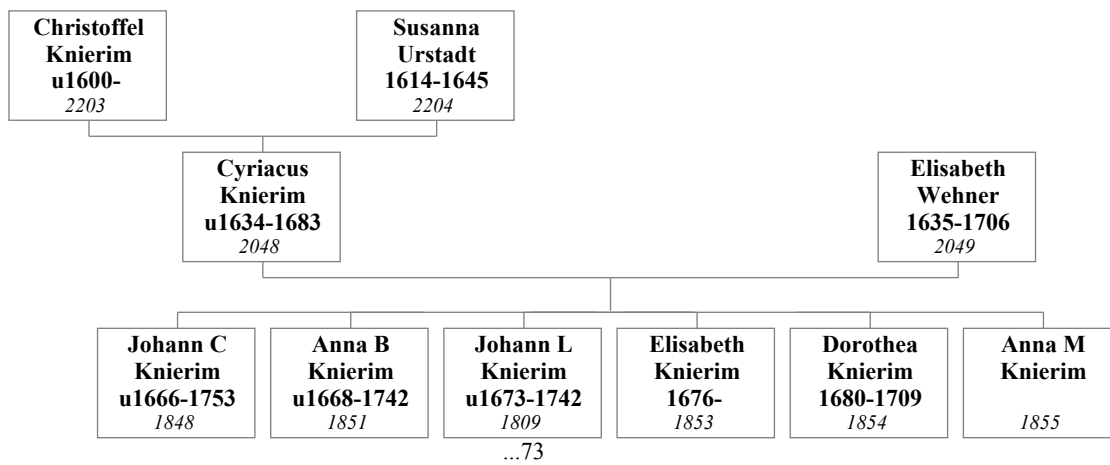 Christoffel
Knierim
u1600-
2203
Susanna
Urstadt
1614-1645
2204
Cyriacus
Knierim
u1634-1683
2048
Elisabeth
Wehner
1635-1706
2049
Johann C
Knierim
u1666-1753
1848
Anna B
Knierim
u1668-1742
1851
Johann L
Knierim
u1673-1742
1809
...73
Elisabeth
Knierim
1676-
1853
Dorothea
Knierim
1680-1709
1854
Anna M
Knierim
1855